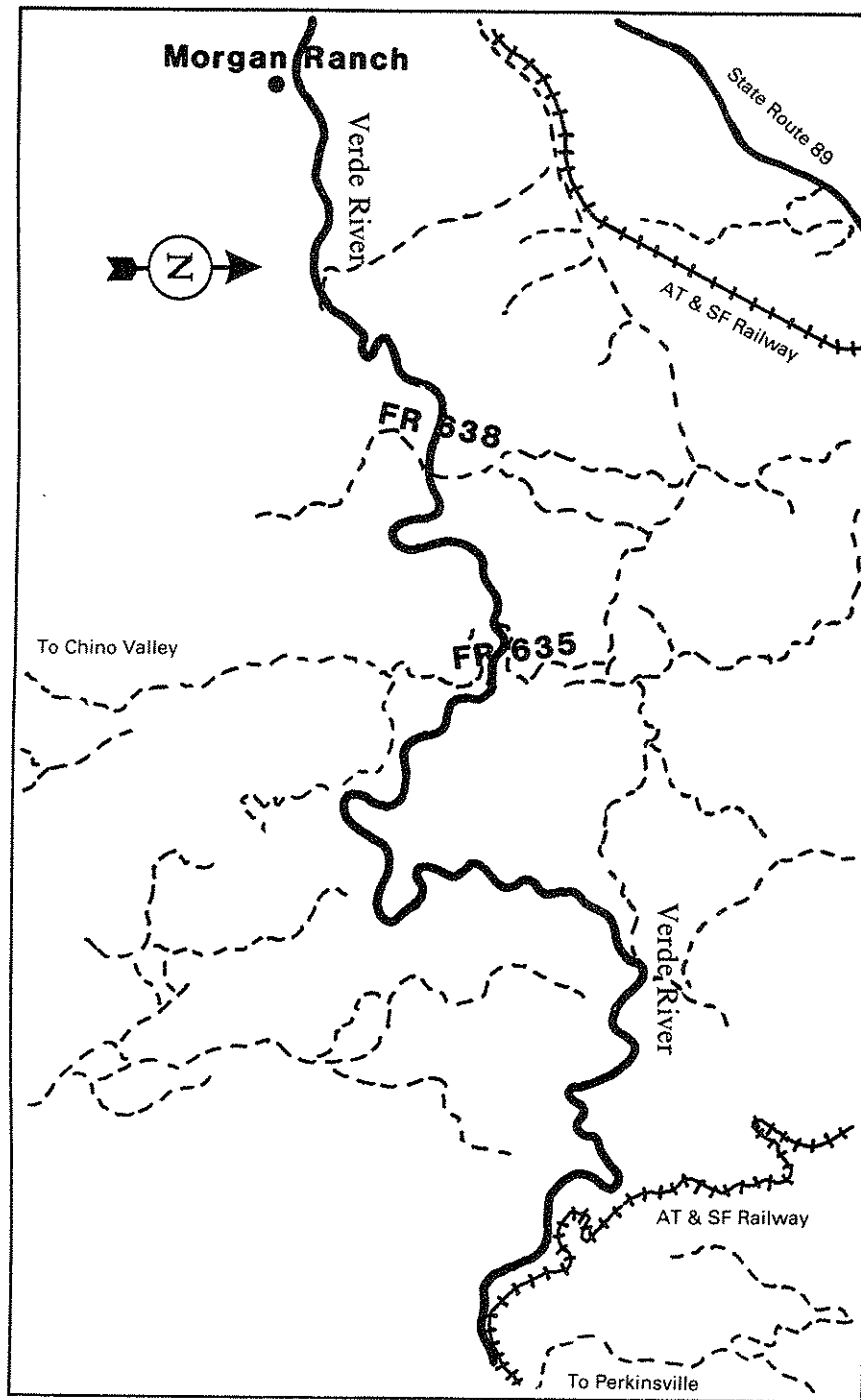 Morgan Ranch
State Route 89
Verde River
N
AT & SF Railway
FR 638
To Chino Valley
FR 635
Verde River
AT & SF Railway
To Perkinsville